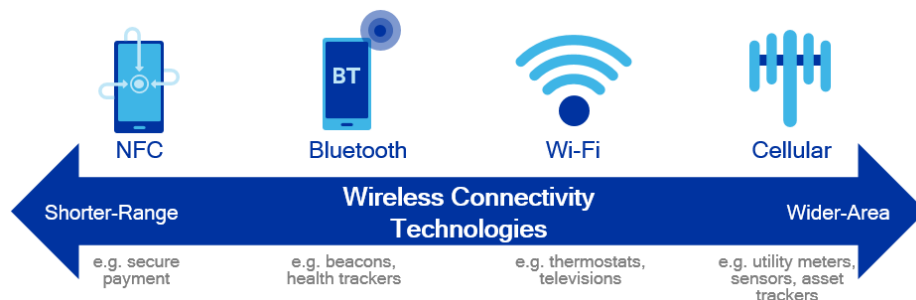 BT
NFC
Bluetooth
Wi-Fi
Cellular
Wireless Connectivity
Technologies
Shorter-Range
Wider-Area
e.g. secure
payment
e.g. beacons,
health trackers
e.g. thermostats,
televisions
e.g. utility meters,
sensors, asset
trackers